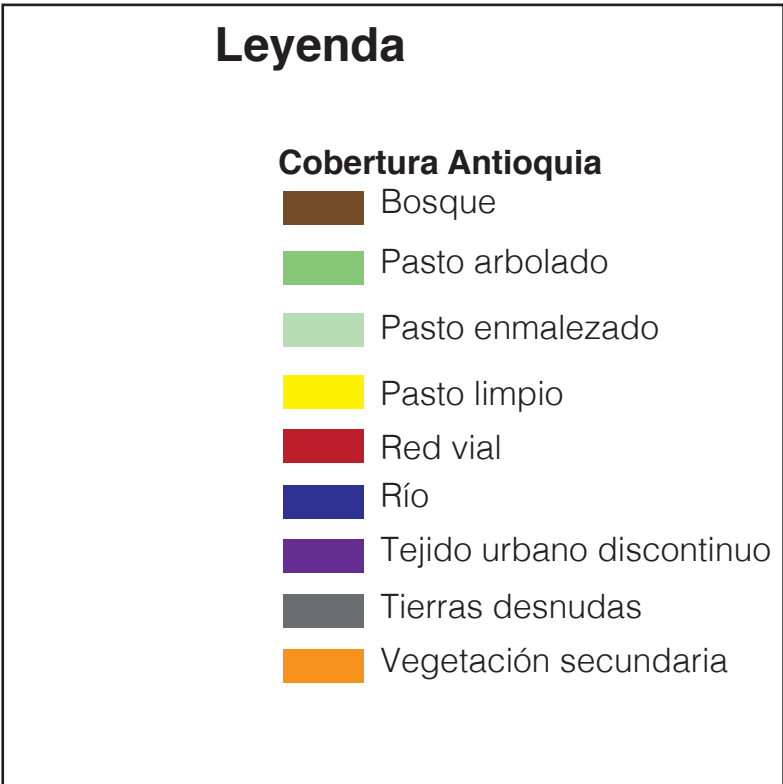 Leyenda
Cobertura Antioquia
Bosque
Pasto arbolado
Pasto enmalezado
Pasto limpio
Red vial
Río
Tejido urbano discontinuo
Tierras desnudas
Vegetación secundaria